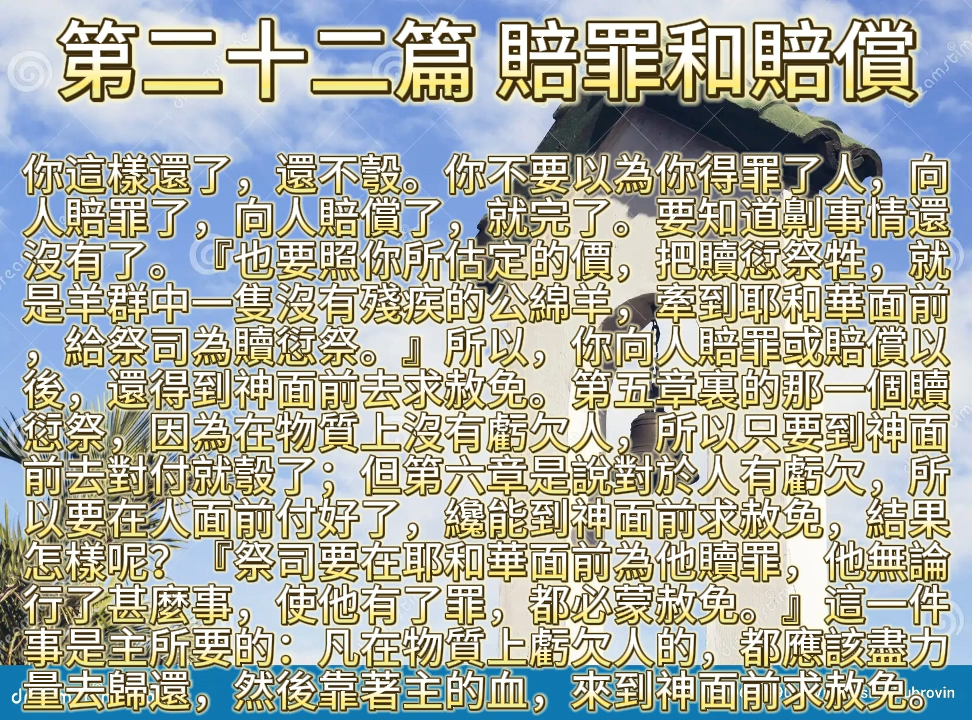 第二十二篇 賠罪和賠償
你這樣還了，還不彀。你不要以為你得罪了人，向
人賠罪了，向人賠償了，就完了。要知道劓事情還
沒有了。『也要照你所估定的價，把贖愆祭牲，就
是羊群中一隻沒有殘疾的公綿羊，牽到耶和華面前
，給祭司為贖愆祭。』所以，你向人賠罪或賠償以
後，還得到神面前去求赦免。第五章裏的那一個贖
愆祭，因為在物質上沒有虧欠人，所以只要到神面
前去對付就彀了；但第六章是說對於人有虧欠，所
以要在人面前付好了，纔能到神面前求赦免，結果
怎樣呢？『祭司要在耶和華面前為他贖罪，他無論
行了甚麼事，使他有了罪，都必蒙赦免。』這一件
事是主所要的：凡在物質上虧欠人的，都應該盡力
量去歸還，然後靠著主的血，來到神面前求赦免。